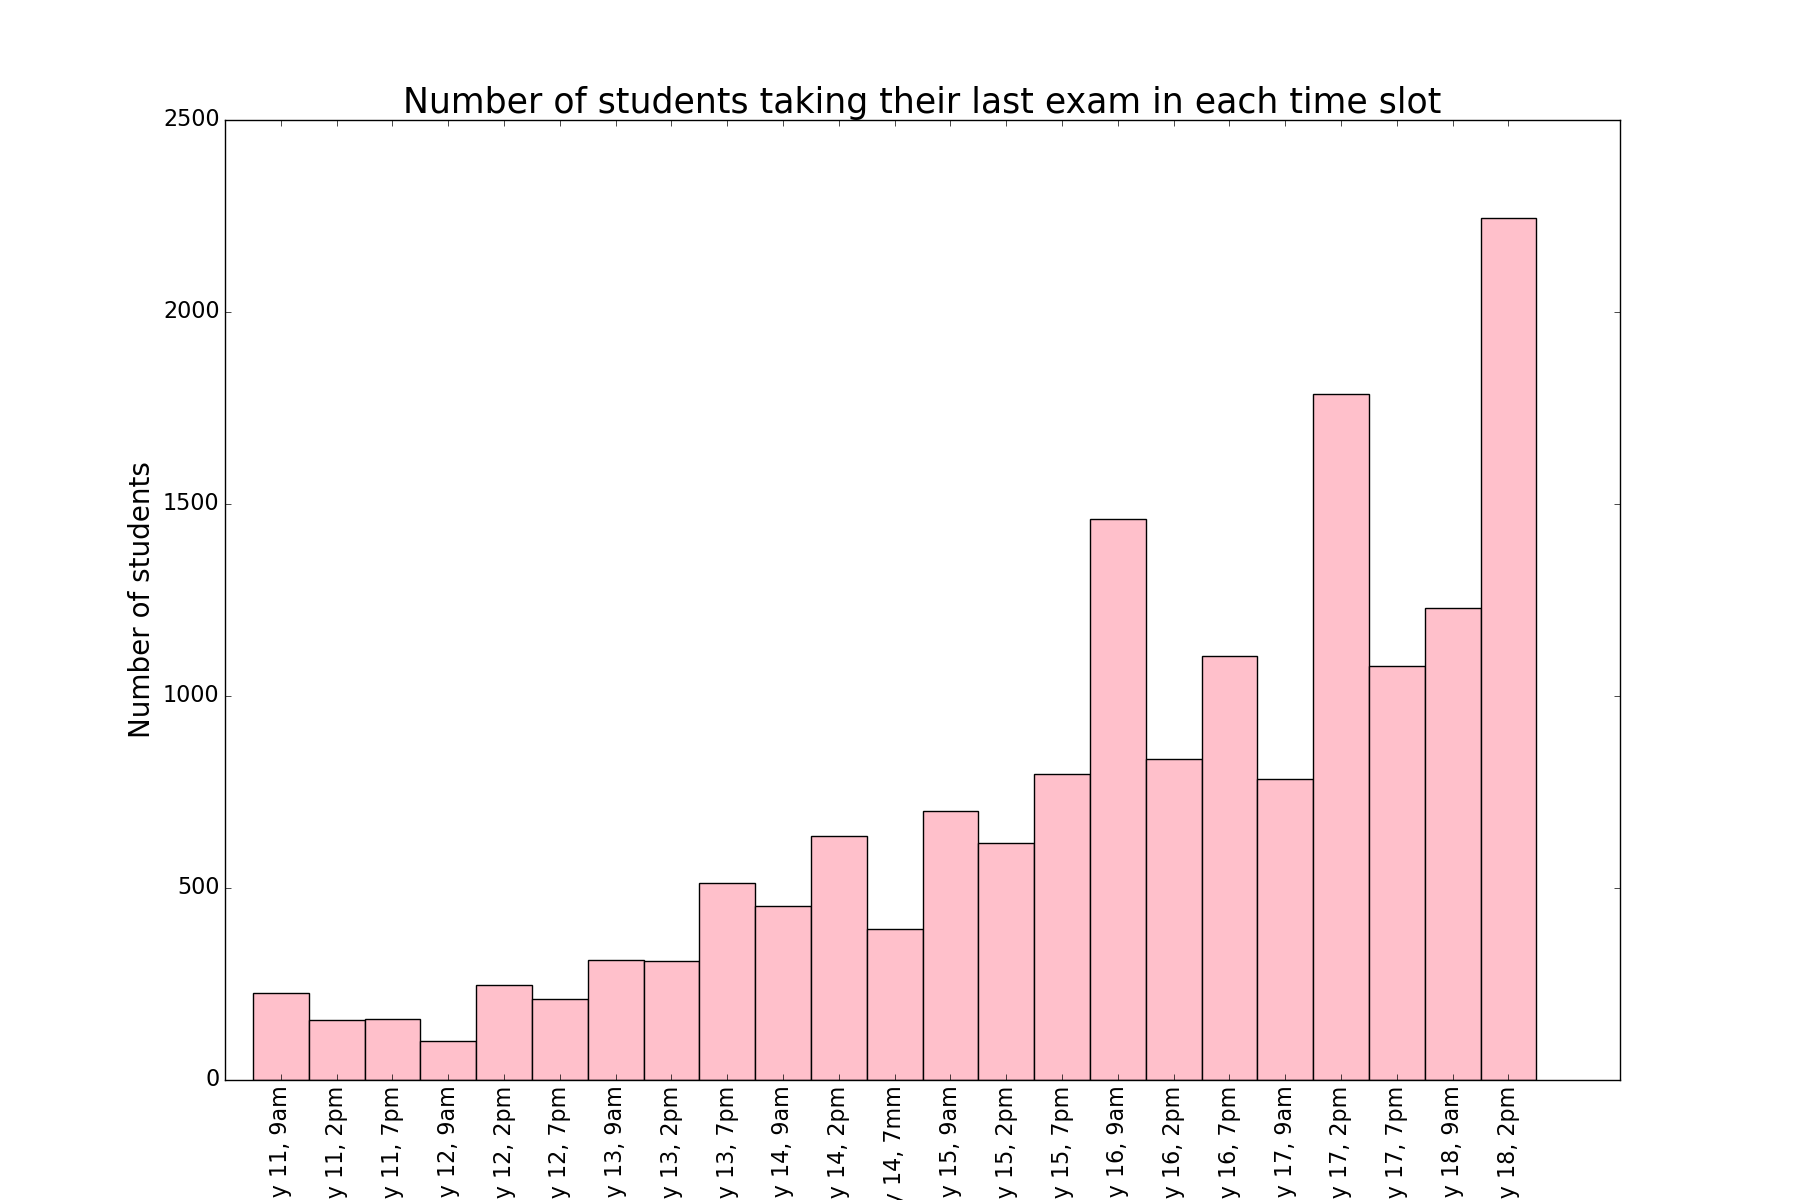 Number of students taking their last exam in each time slot
Number of students
2500
2000
1500
1000
500
0
y 11, 9am
y 11, 2pm
y 11, 7pm
y 12, 9am
y 12, 2pm
y 12, 7pm
y 13, 9am
y 13, 2pm
y 13, 7pm
y 14, 9am
y 14, 2pm
y 14, 7mm
y 15, 9am
y 15, 2pm
y 15, 7pm
y 16, 9am
y 16, 2pm
y 16, 7pm
y 17, 9am
y 17, 2pm
y 17, 7pm
y 18, 9am
y 18, 2pm